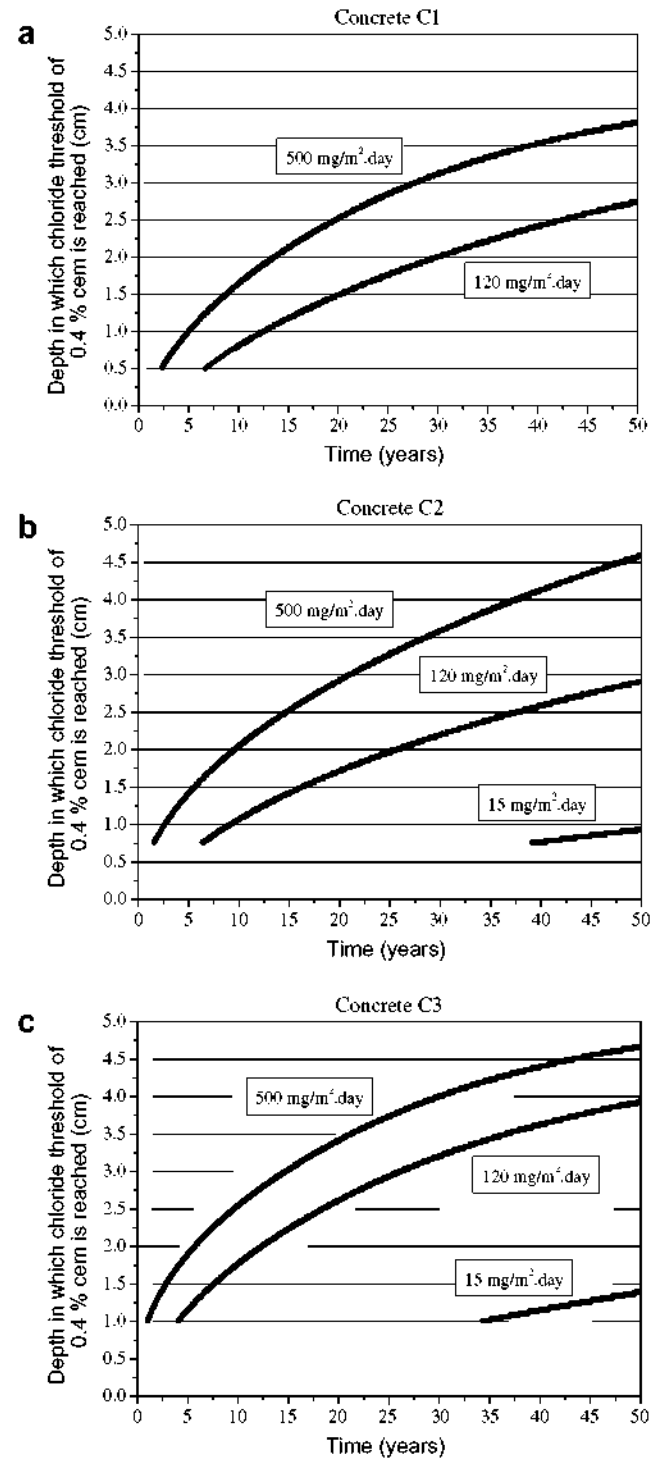 a
Concrete C1
Depth in which chloride threshold of
0.4 % cem is reached (cm)
5.0
4.5
4.0
3.5
3.0
2.5
2.0
1.5
1.0
0.5
0.0
500 mg/m².day
120 mg/m².day
0 5 10 15 20 25 30 35 40 45 50
Time (years)
b
Concrete C2
Depth in which chloride threshold of
0.4 % cem is reached (cm)
5.0
4.5
4.0
3.5
3.0
2.5
2.0
1.5
1.0
0.5
0.0
500 mg/m².day
120 mg/m².day
15 mg/m².day
0 5 10 15 20 25 30 35 40 45 50
Time (years)
c
Concrete C3
Depth in which chloride threshold of
0.4 % cem is reached (cm)
5.0
4.5
4.0
3.5
3.0
2.5
2.0
1.5
1.0
0.5
0.0
500 mg/m².day
120 mg/m².day
15 mg/m².day
0 5 10 15 20 25 30 35 40 45 50
Time (years)